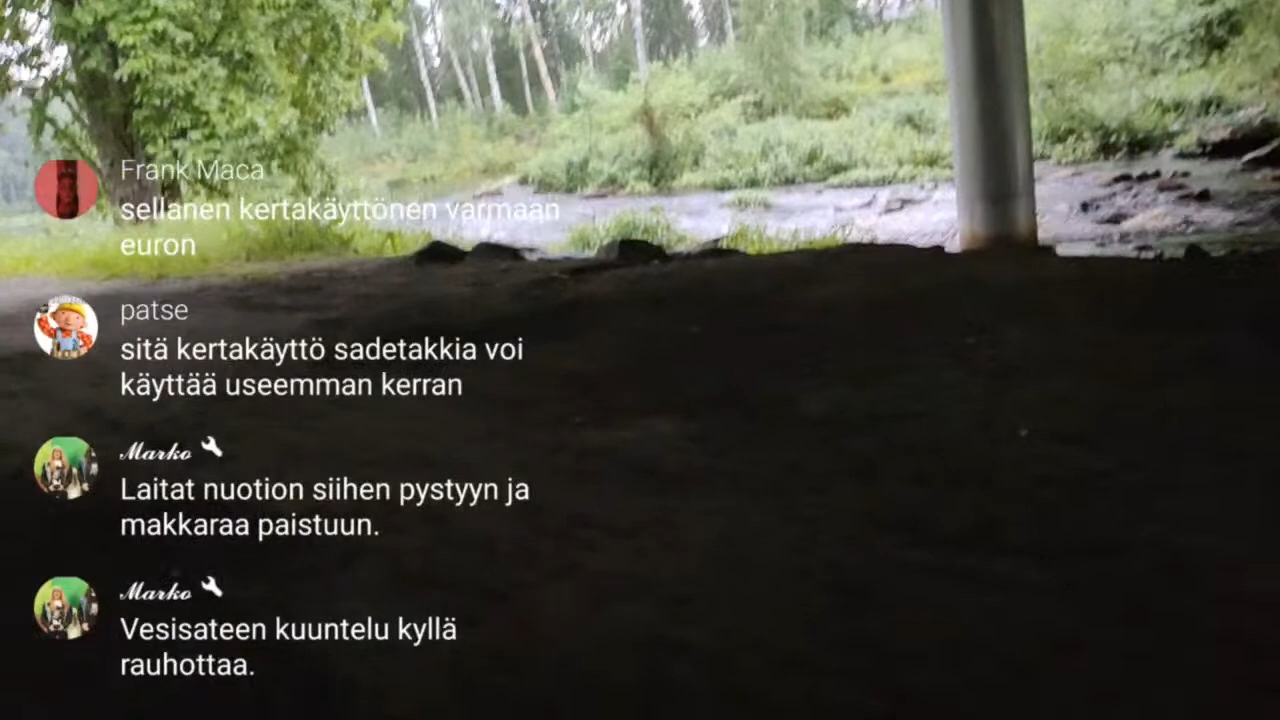 Frank Maca
sellanen kertakäyttönen varmaan
euron
patse
sitä kertakäyttö sadetakkia voi
käyttää useemman kerran
Marko
Laitat nuotion siihen pystyyn ja
makkaraa paistuun.
Marko
Vesisateen kuuntelu kyllä
rauhottaa.